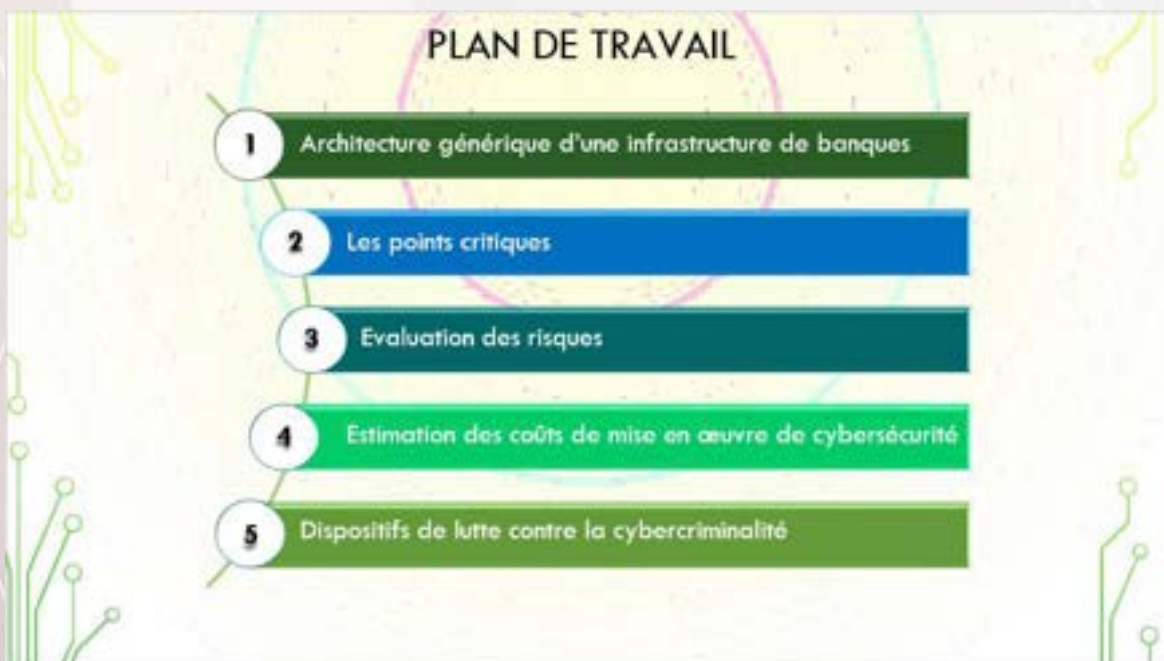 PLAN DE TRAVAIL
1 Architecture générique d'une infrastructure de banques
2 Les points critiques
3 Evaluation des risques
4 Estimation des coûts de mise en œuvre de cybersécurité
5 Dispositifs de lutte contre la cybercriminalité